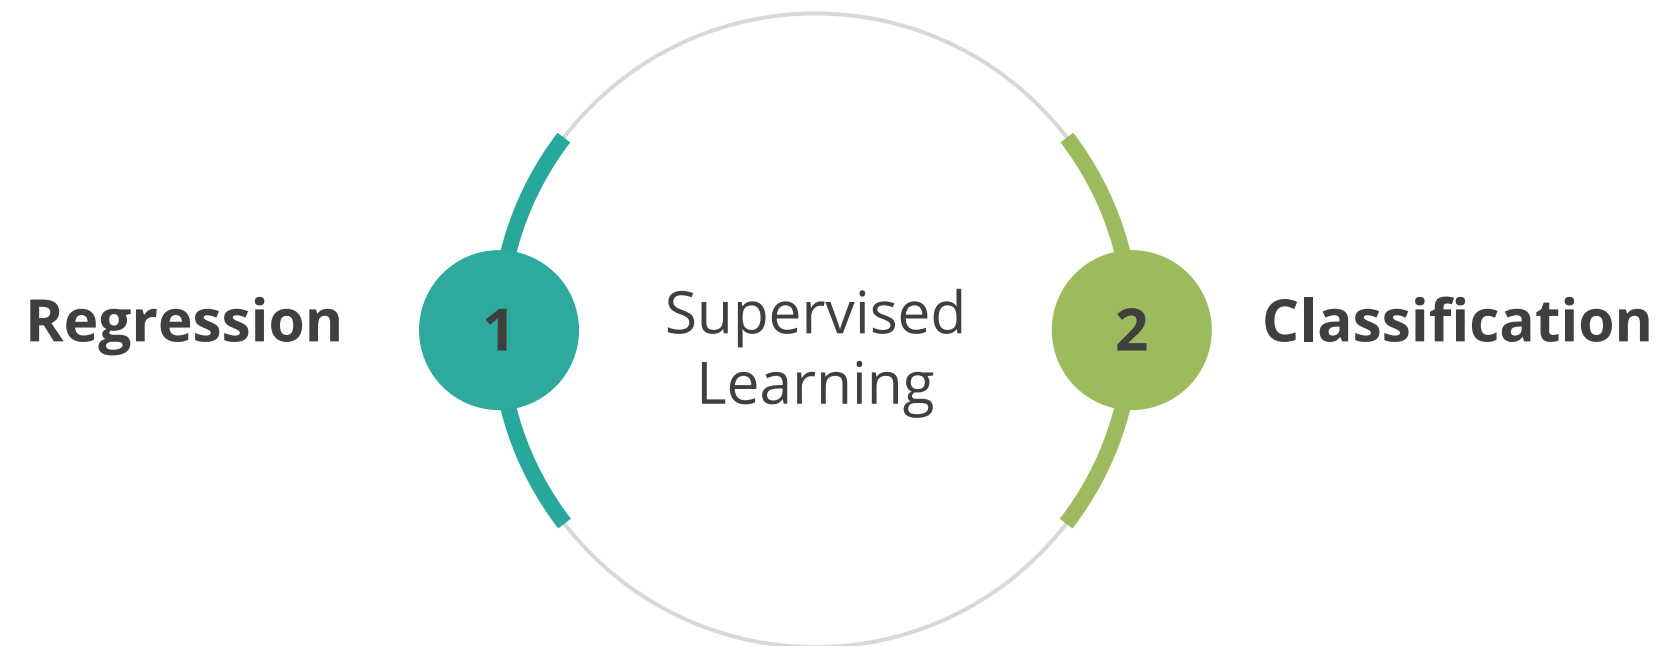 Regression
1
Supervised
Learning
2
Classification